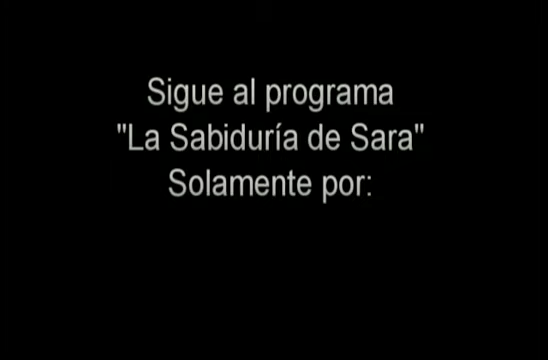 Sigue al programa
"La Sabiduría de Sara"
Solamente por: